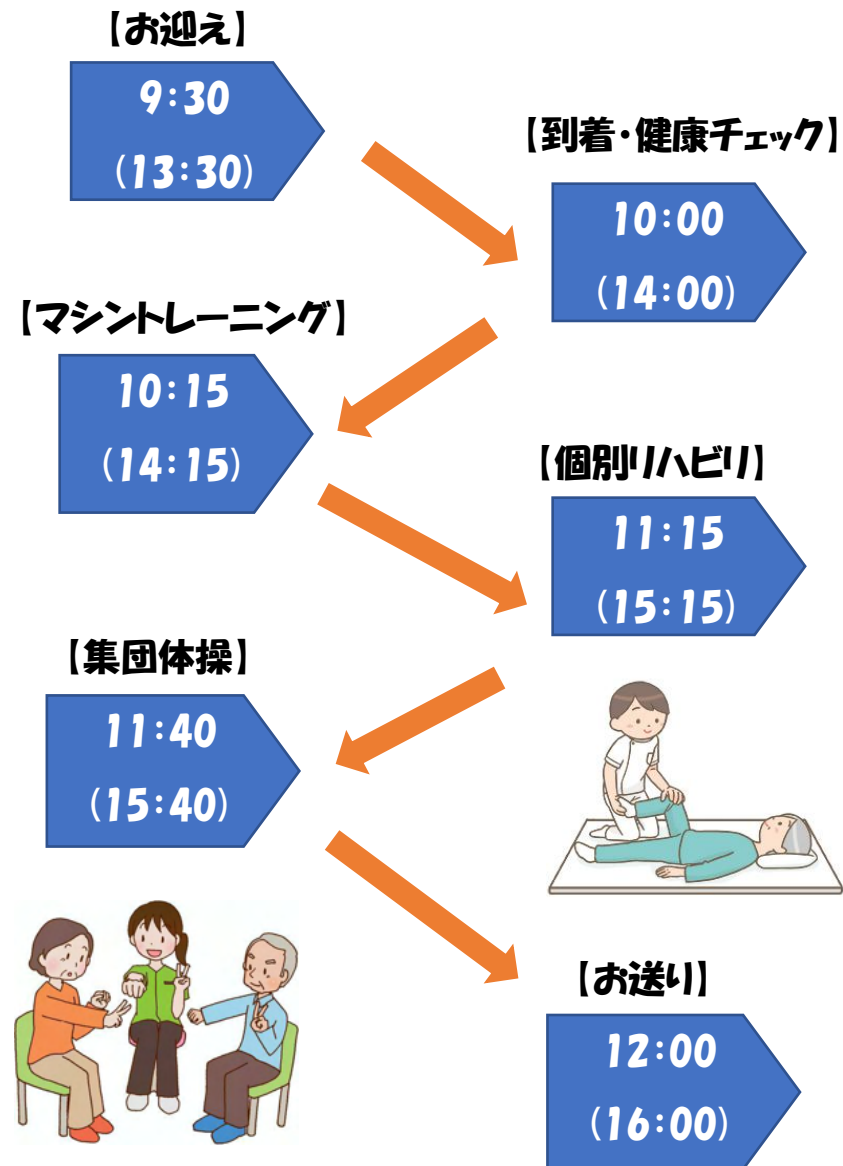 【お迎え】
9:30
(13:30)
【到着・健康チェック】
10:00
(14:00)
【マシントレーニング】
10:15
(14:15)
【個別リハビリ】
11:15
(15:15)
【集団体操】
11:40
(15:40)
【お送り】
12:00
(16:00)